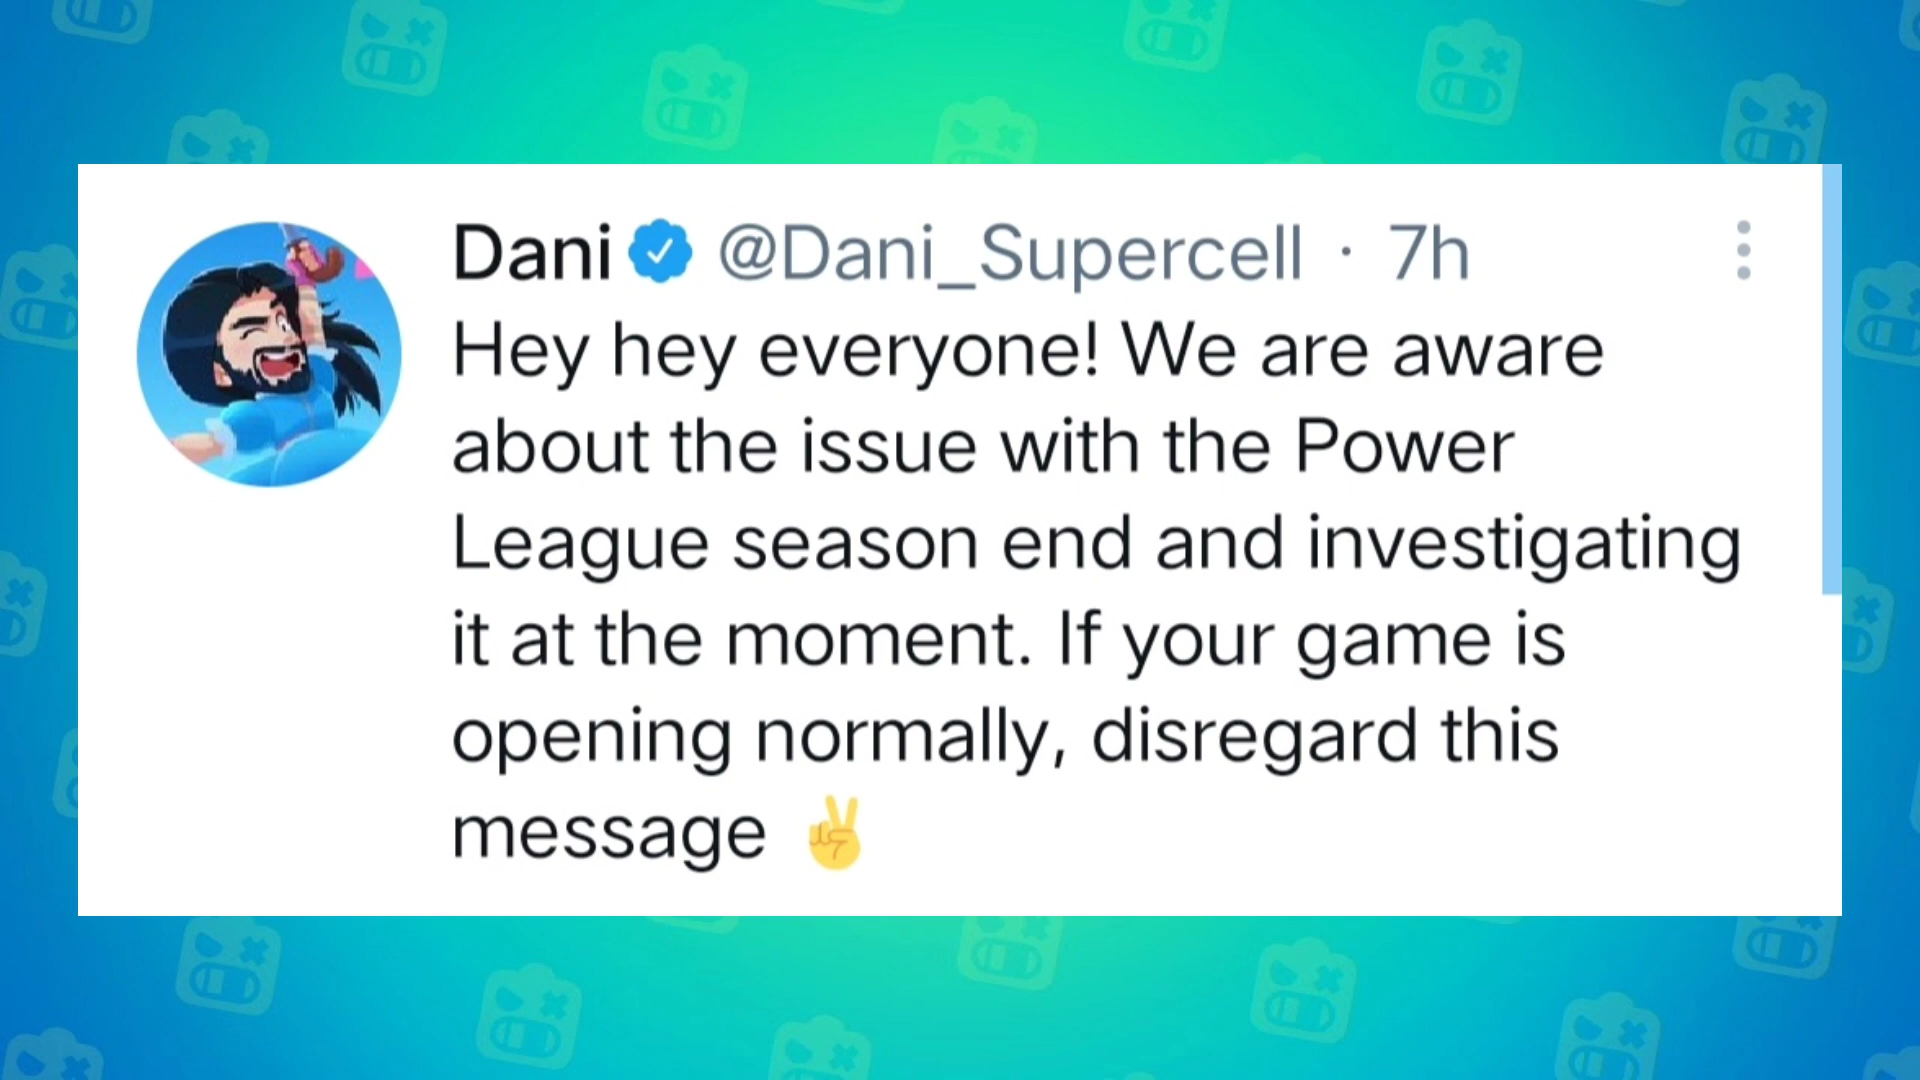 Dani @Dani_Supercell · 7h
Hey hey everyone! We are aware
about the issue with the Power
League season end and investigating
it at the moment. If your game is
opening normally, disregard this
message ✌️